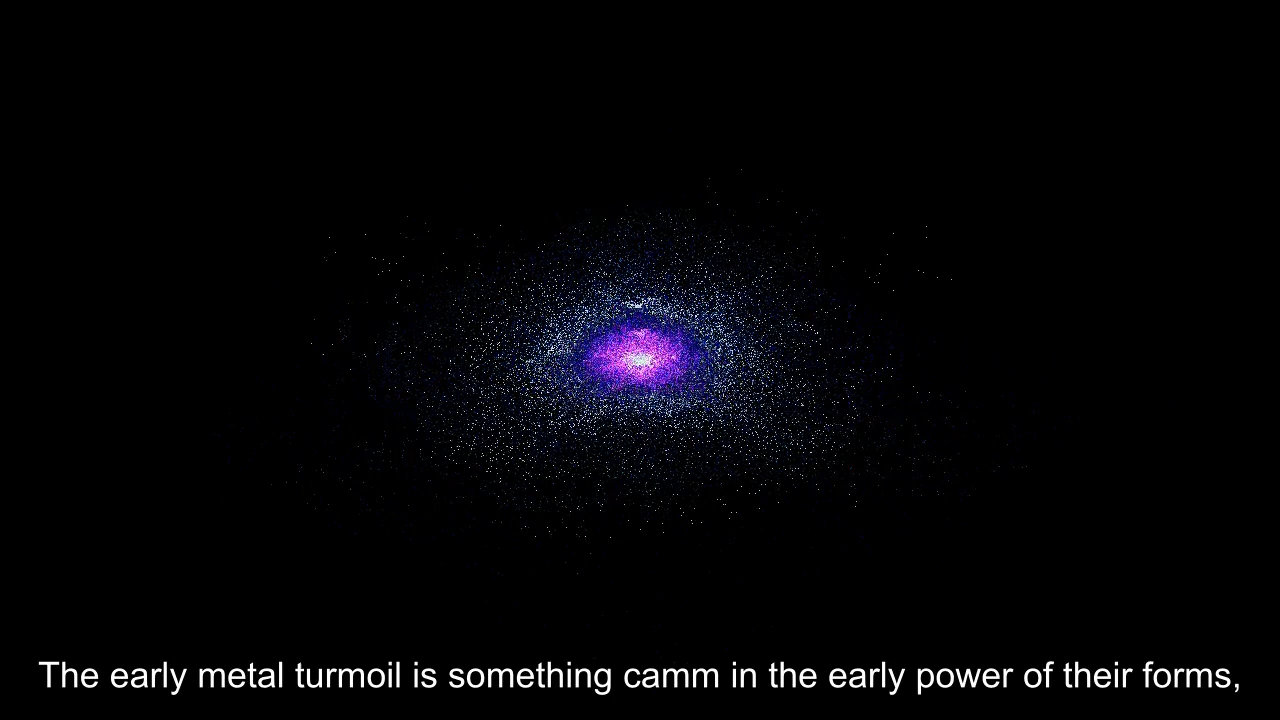 The early metal turmoil is something camm in the early power of their forms,